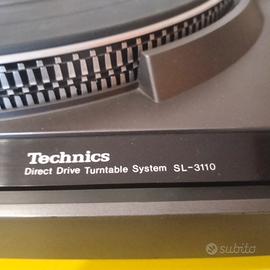 Technics
Direct Drive Turntable System SL-3110
subito